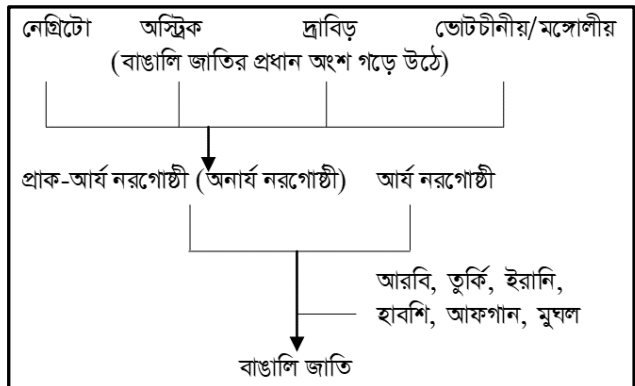 নেগ্রিটো অস্ট্রিক দ্রাবিড় ভোটচীনীয়/মঙ্গোলীয়
(বাঙালি জাতির প্রধান অংশ গড়ে উঠে)
প্রাক-আর্য নরগোষ্ঠী (অনার্য নরগোষ্ঠী) আর্য নরগোষ্ঠী
আরবি, তুর্কি, ইরানি,
হাবশি, আফগান, মুঘল
বাঙালি জাতি